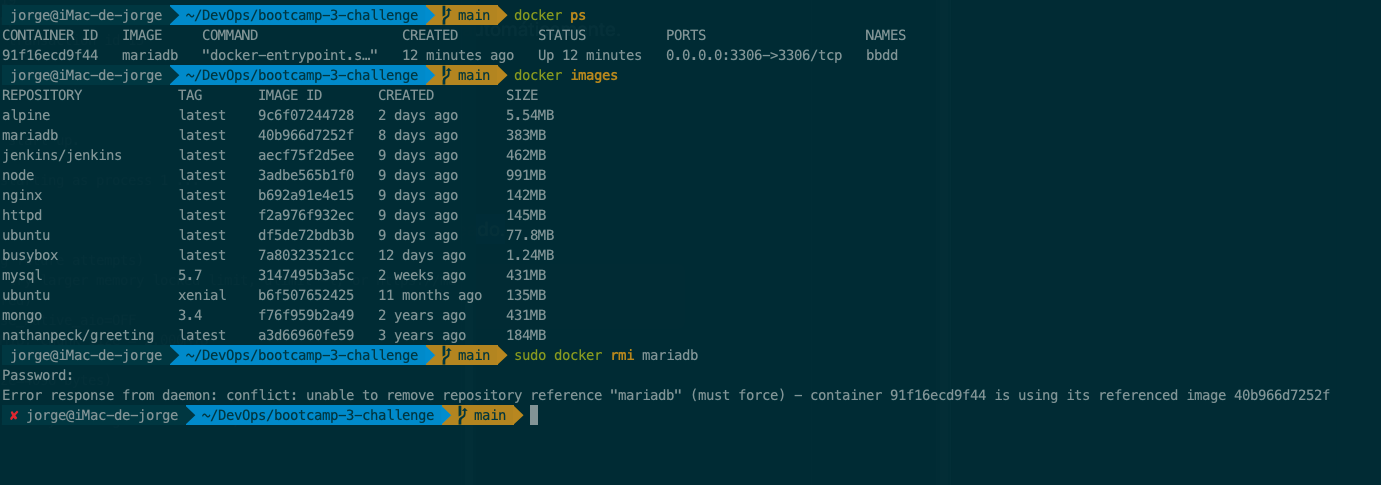 jorge@iMac-de-jorge ~/DevOps/bootcamp-3-challenge main docker ps
CONTAINER ID IMAGE COMMAND CREATED STATUS PORTS NAMES
91f16ecd9f44 mariadb "docker-entrypoint.s…" 12 minutes ago Up 12 minutes 0.0.0.0:3306->3306/tcp bbdd
jorge@iMac-de-jorge ~/DevOps/bootcamp-3-challenge main docker images
REPOSITORY TAG IMAGE ID CREATED SIZE
alpine latest 9c6f07244728 2 days ago 5.54MB
mariadb latest 40b966d7252f 8 days ago 383MB
jenkins/jenkins latest aecf75f2d5ee 9 days ago 462MB
node latest 3adbe565b1f0 9 days ago 991MB
nginx latest b692a91e4e15 9 days ago 142MB
httpd latest f2a976f932ec 9 days ago 145MB
ubuntu latest df5de72bdb3b 9 days ago 77.8MB
busybox latest 7a80323521cc 12 days ago 1.24MB
mysql 5.7 3147495b3a5c 2 weeks ago 431MB
ubuntu xenial b6f507652425 11 months ago 135MB
mongo 3.4 f76f959b2a49 2 years ago 431MB
nathanpeck/greeting latest a3d66960fe59 3 years ago 184MB
jorge@iMac-de-jorge ~/DevOps/bootcamp-3-challenge main sudo docker rmi mariadb
Password:
Error response from daemon: conflict: unable to remove repository reference "mariadb" (must force) - container 91f16ecd9f44 is using its referenced image 40b966d7252f
✘ jorge@iMac-de-jorge ~/DevOps/bootcamp-3-challenge main